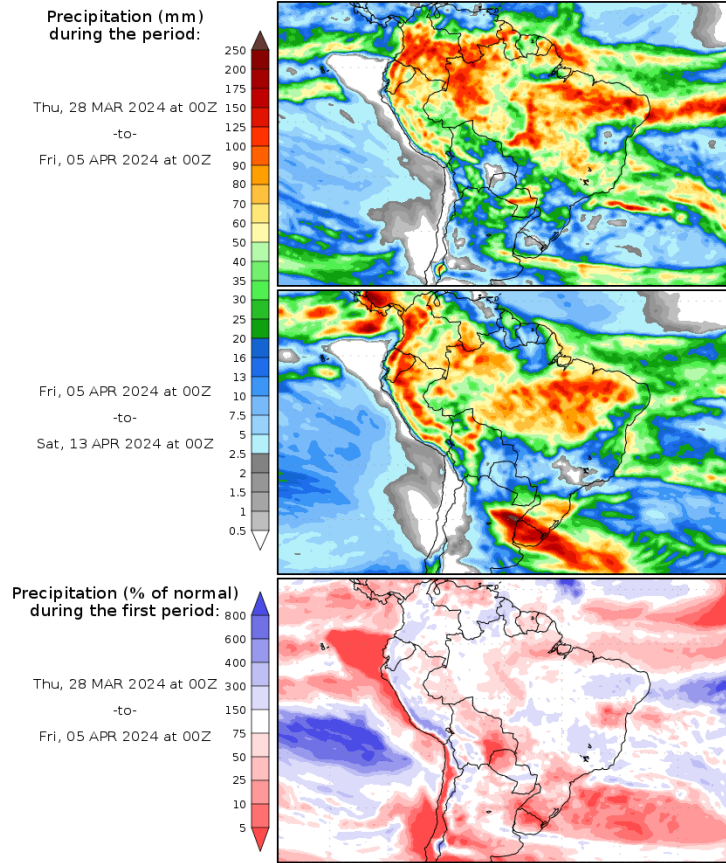 Precipitation (mm)
during the period:
Thu, 28 MAR 2024 at 00Z
-to-
Fri, 05 APR 2024 at 00Z
Fri, 05 APR 2024 at 00Z
-to-
Sat, 13 APR 2024 at 00Z
250
200
175
150
125
100
90
80
70
60
50
40
35
30
25
20
16
13
10
7.5
5
2.5
2
1.5
1
0.5
Precipitation (% of normal)
during the first period:
Thu, 28 MAR 2024 at 00Z
-to-
Fri, 05 APR 2024 at 00Z
800
600
400
300
150
75
50
25
10
5